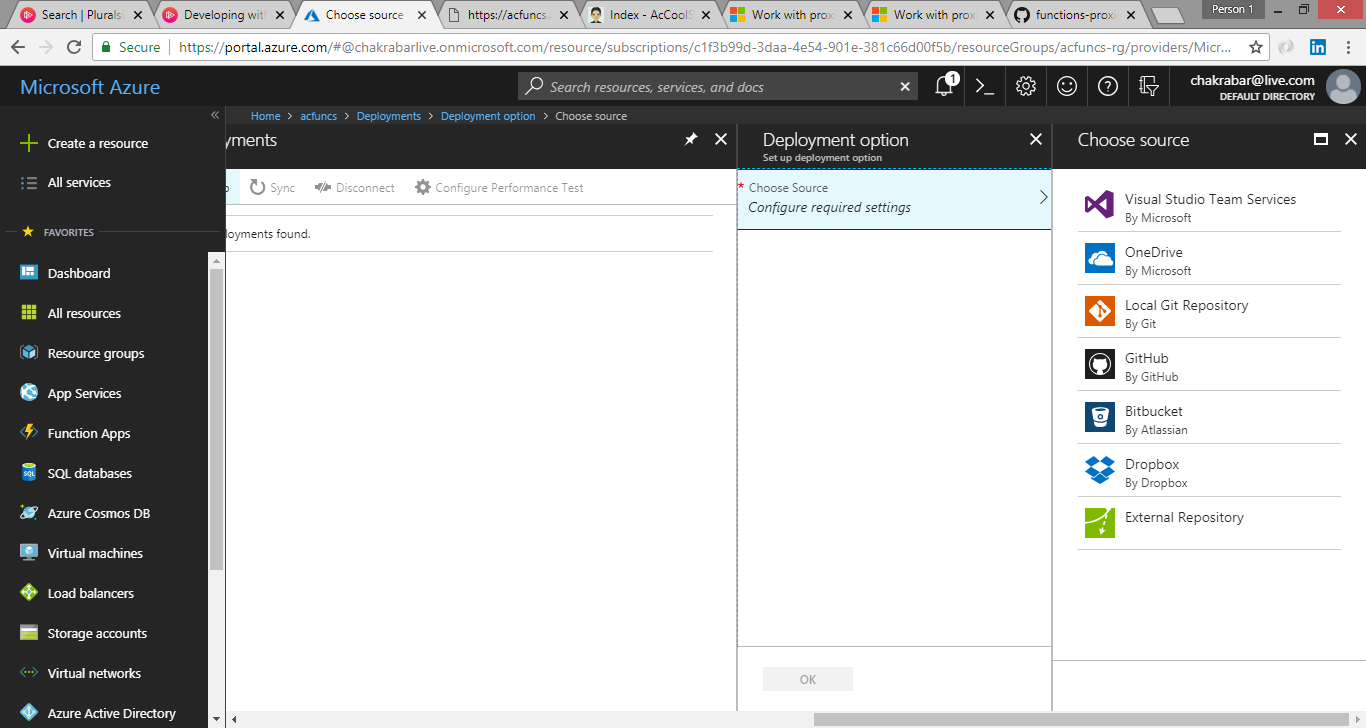 Search | Plurals
Developing with
Choose source
https://acfuncs.
Index - AcCoolS
Work with prox
Work with prox
functions-proxi
Person 1
Secure
https://portal.azure.com/#@chakrabarlive.onmicrosoft.com/resource/subscriptions/c1f3b99d-3daa-4e54-901e-381c66d00f5b/resourceGroups/acfuncs-rg/providers/Micr...
Microsoft Azure
Search resources, services, and docs
1
chakrabar@live.com
DEFAULT DIRECTORY
Home > acfuncs > Deployments > Deployment option > Choose source
Create a resource
All services
FAVORITES
Dashboard
All resources
Resource groups
App Services
Function Apps
SQL databases
Azure Cosmos DB
Virtual machines
Load balancers
Storage accounts
Virtual networks
Azure Active Directory
yments
Sync
Disconnect
Configure Performance Test
loyments found.
Deployment option
Set up deployment option
* Choose Source
Configure required settings
OK
Choose source
Visual Studio Team Services
By Microsoft
OneDrive
By Microsoft
Local Git Repository
By Git
GitHub
By GitHub
Bitbucket
By Atlassian
Dropbox
By Dropbox
External Repository